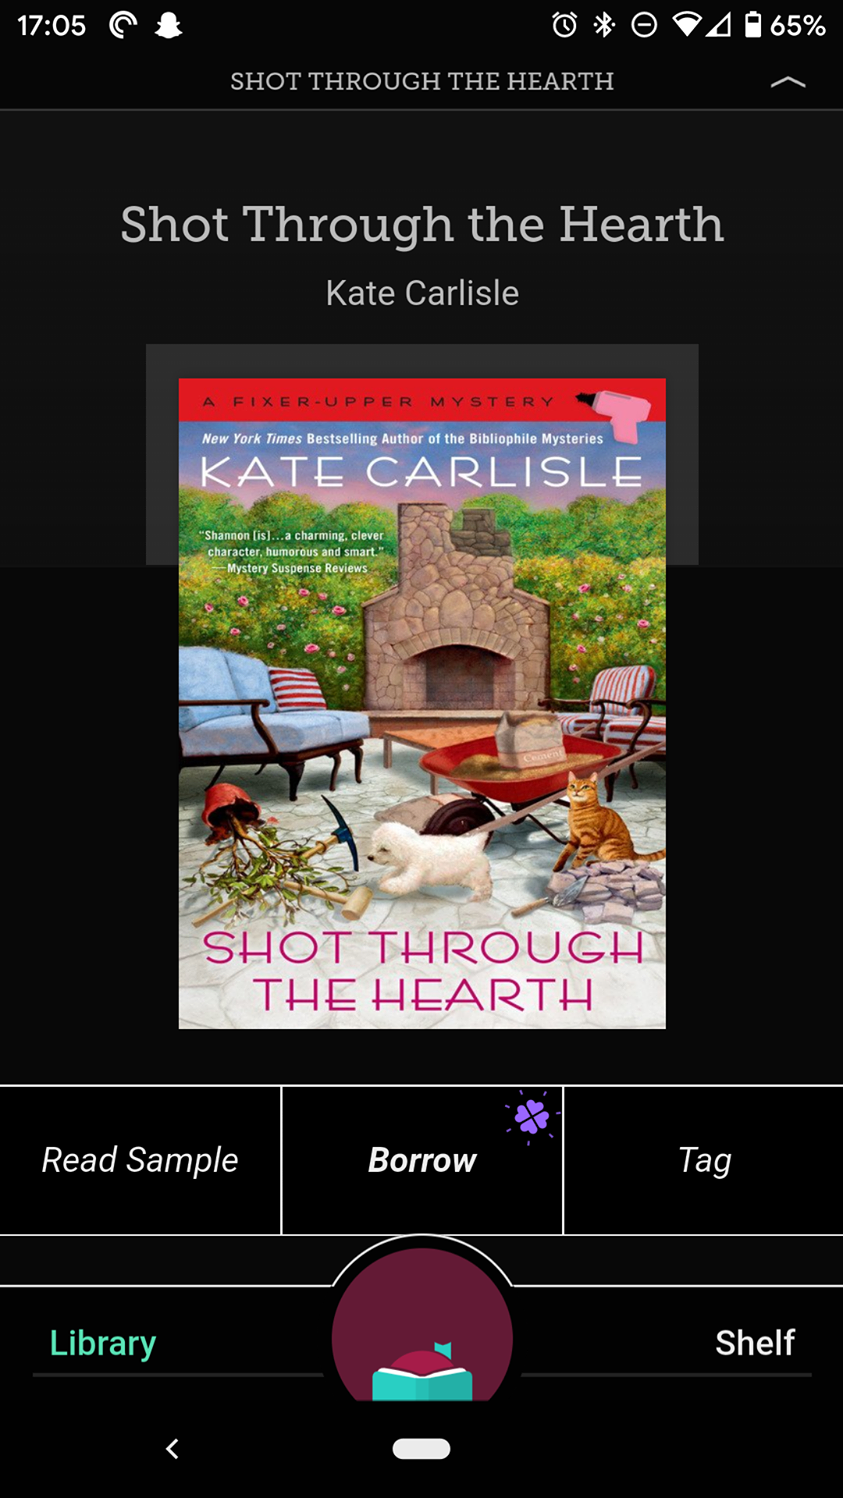 17:05
65%
SHOT THROUGH THE HEARTH
Shot Through the Hearth
Kate Carlisle
A FIXER-UPPER MYSTERY
New York Times Bestselling Author of the Bibliophile Mysteries
KATE CARLISLE
“Shannon [is]...a charming, clever
character, humorous and smart.”
—Mystery Suspense Reviews
Cement
SHOT THROUGH
THE HEARTH
Read Sample
Borrow
Tag
Library
Shelf